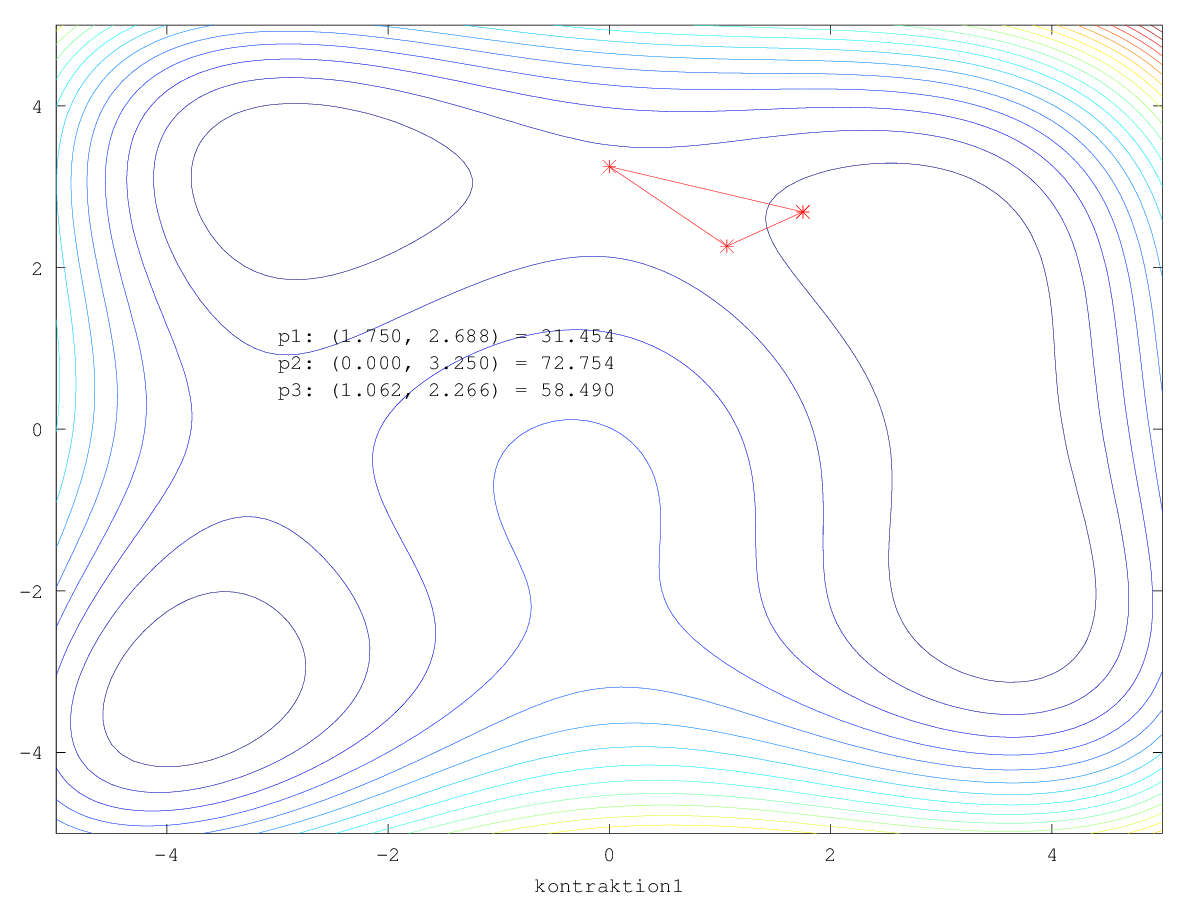 4
2
p1: (1.750, 2.688) = 31.454
p2: (0.000, 3.250) = 72.754
p3: (1.062, 2.266) = 58.490
0
−2
−4
−4 −2 0 2 4
kontraktion1